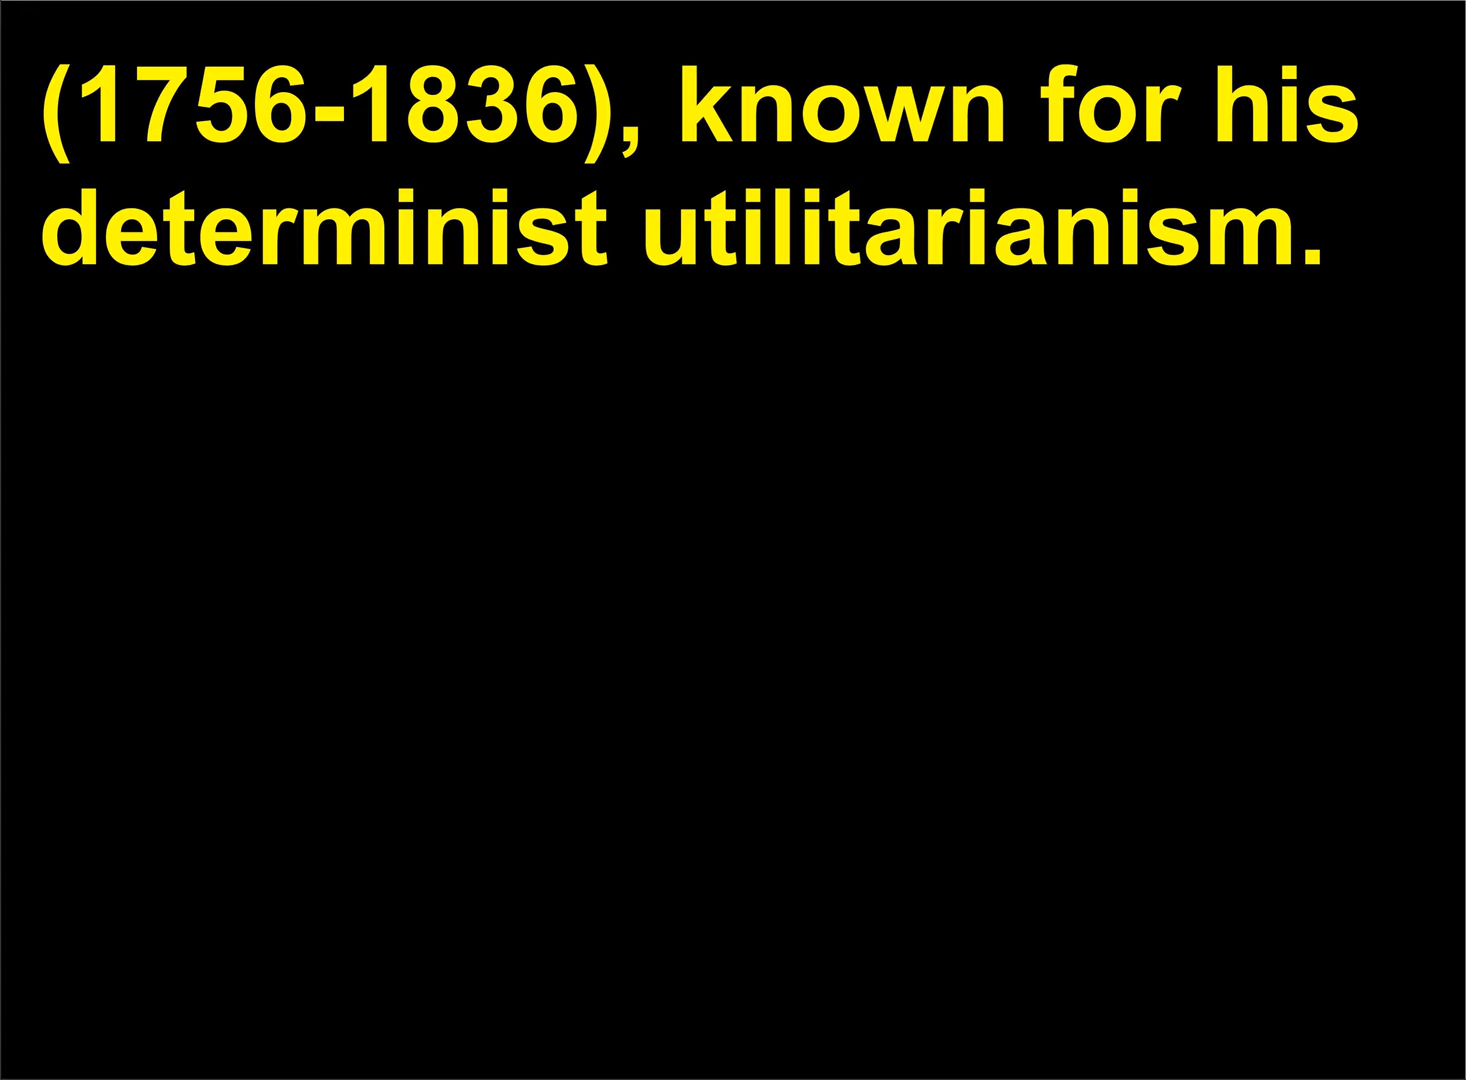 (1756-1836), known for his
determinist utilitarianism.